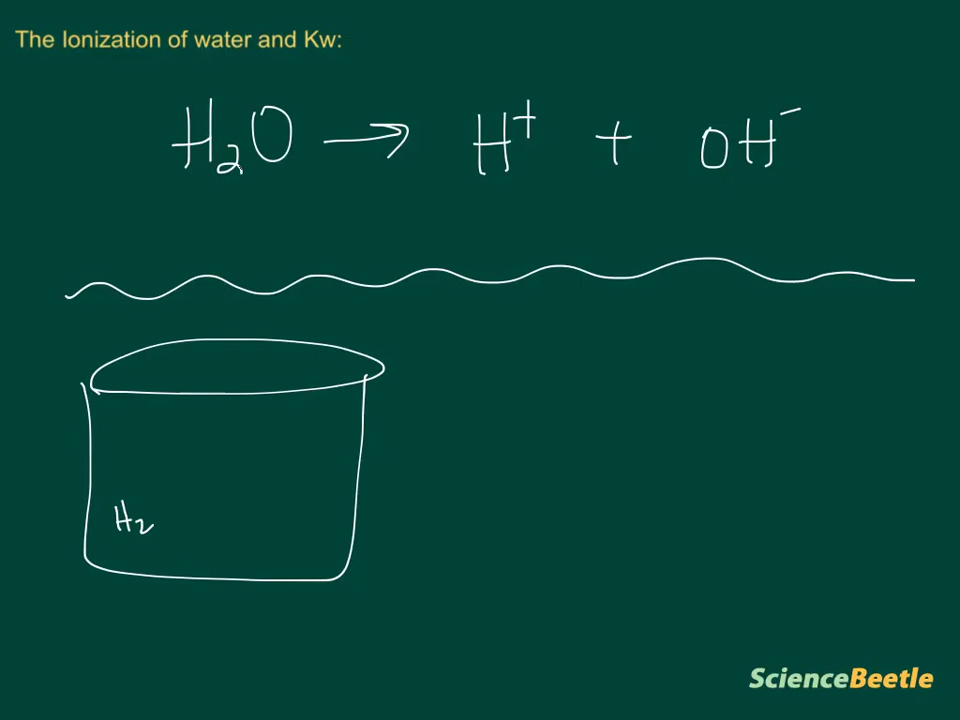 The Ionization of water and Kw:
H₂O → H⁺ + OH⁻
H₂
ScienceBeetle